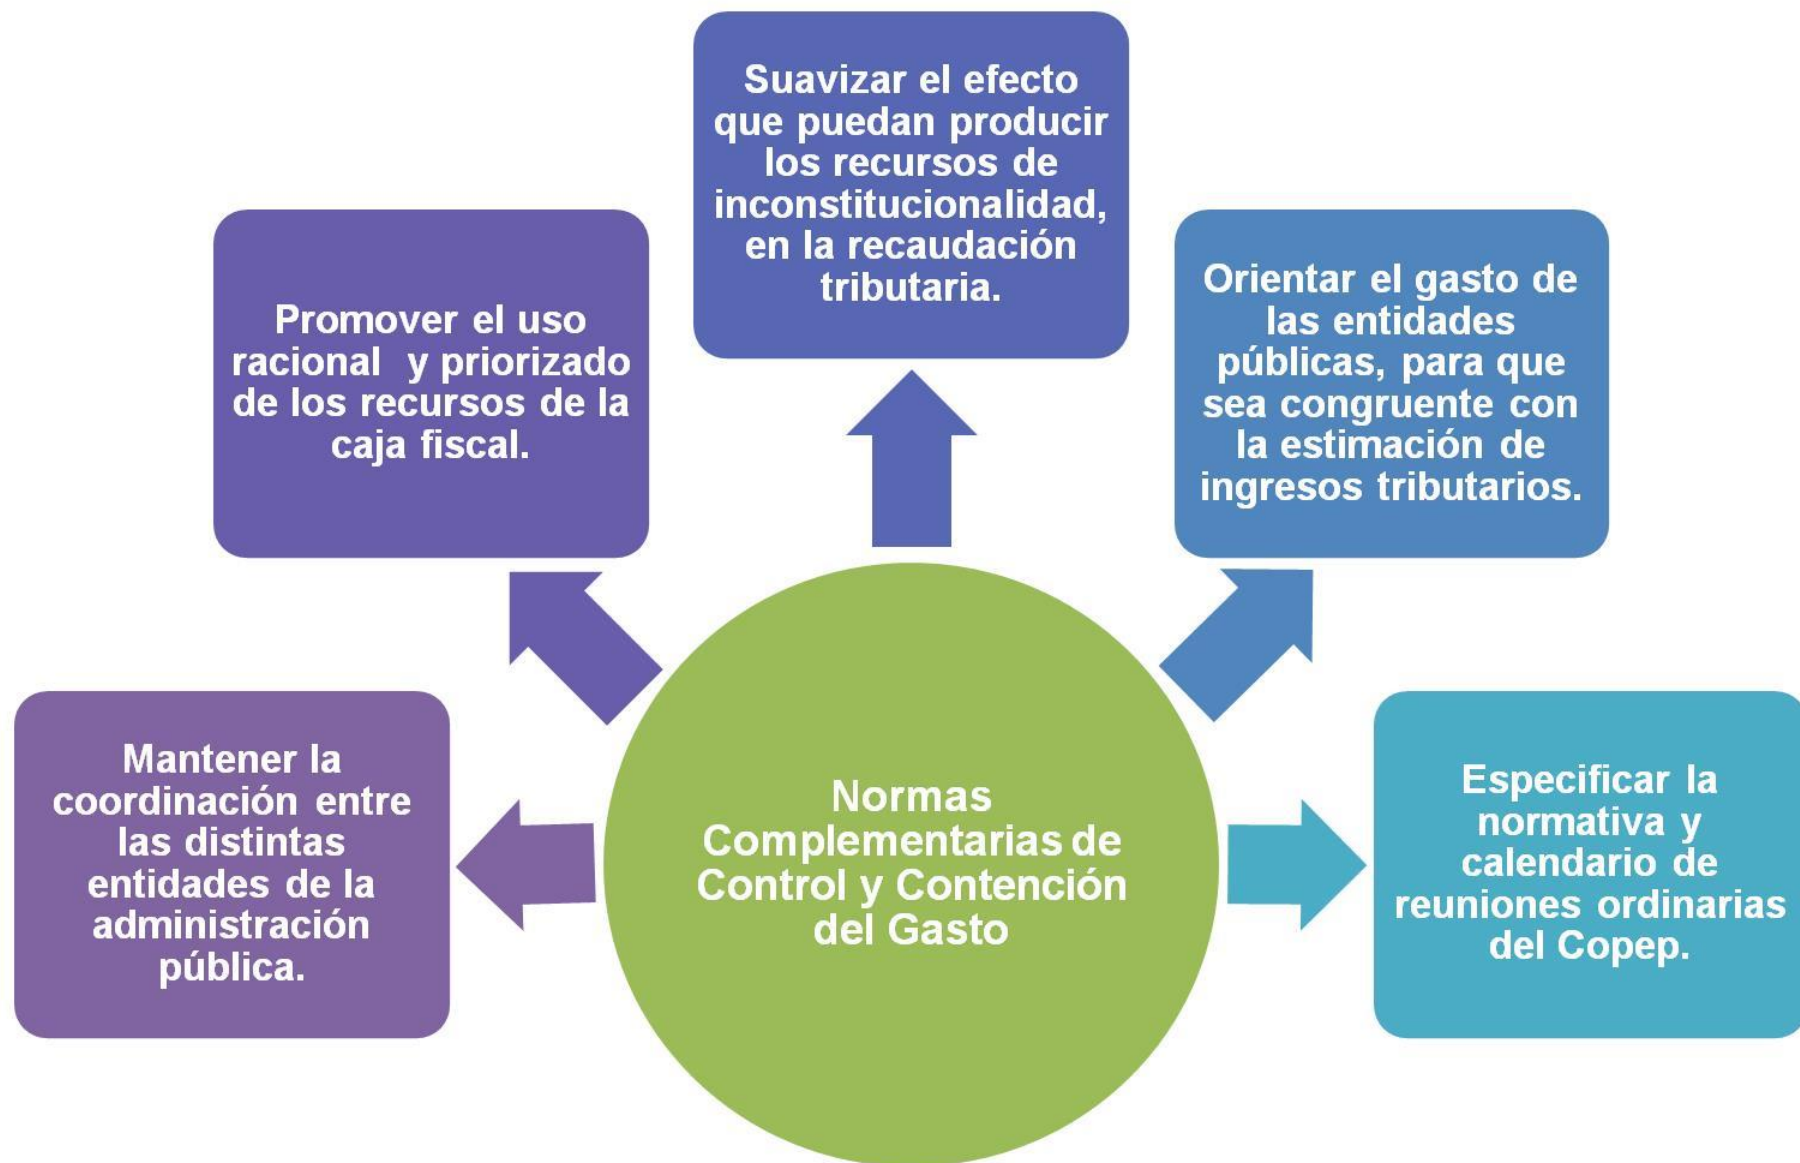 Suavizar el efecto
que puedan producir
los recursos de
inconstitucionalidad,
en la recaudación
tributaria.
Promover el uso
racional y priorizado
de los recursos de la
caja fiscal.
Orientar el gasto de
las entidades
públicas, para que
sea congruente con
la estimación de
ingresos tributarios.
Mantener la
coordinación entre
las distintas
entidades de la
administración
pública.
Normas
Complementarias de
Control y Contención
del Gasto
Especificar la
normativa y
calendario de
reuniones ordinarias
del Copep.